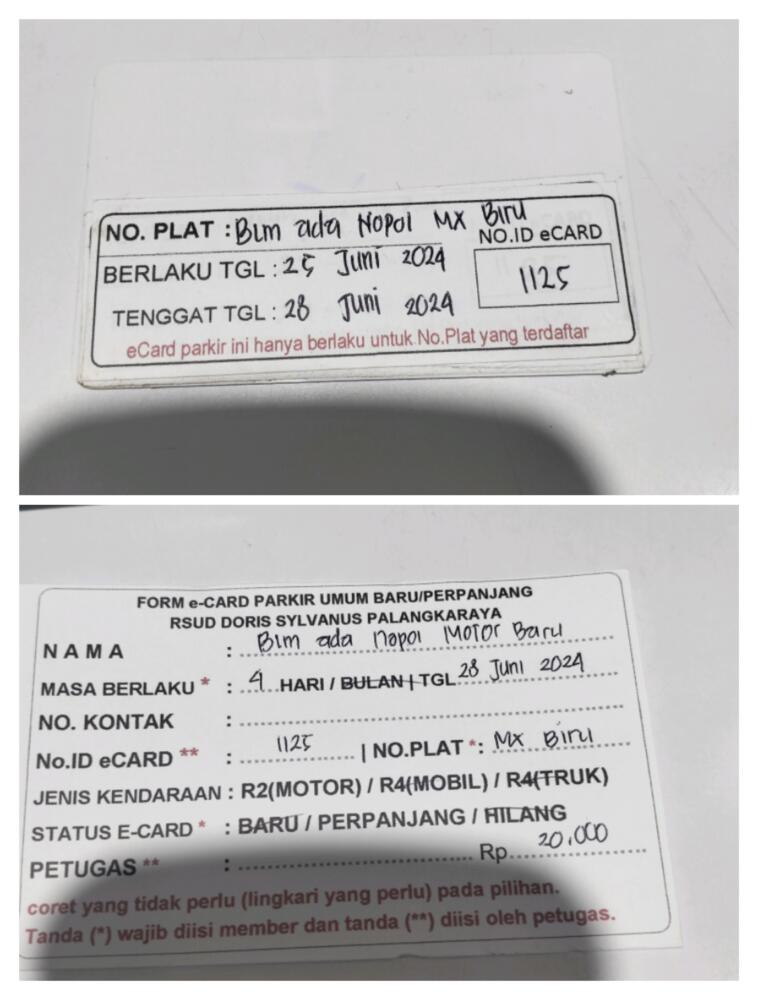 NO. PLAT : Blm ada Nopol MX Biru
NO.ID eCARD
BERLAKU TGL : 25 Juni 2024
1125
TENGGAT TGL : 28 Juni 2024
eCard parkir ini hanya berlaku untuk No.Plat yang terdaftar
FORM e-CARD PARKIR UMUM BARU/PERPANJANG
RSUD DORIS SYLVANUS PALANGKARAYA
NAMA : Blm ada nopol Motor Baru
MASA BERLAKU * : 4 HARI / BULAN / TGL 28 Juni 2024
NO. KONTAK :
No.ID eCARD ** : 1125 | NO.PLAT *: MX Biru
JENIS KENDARAAN : R2(MOTOR) / R4(MOBIL) / R4(TRUK)
STATUS E-CARD * : BARU / PERPANJANG / HILANG
PETUGAS ** : Rp. 20.000
coret yang tidak perlu (lingkari yang perlu) pada pilihan.
Tanda (*) wajib diisi member dan tanda (**) diisi oleh petugas.